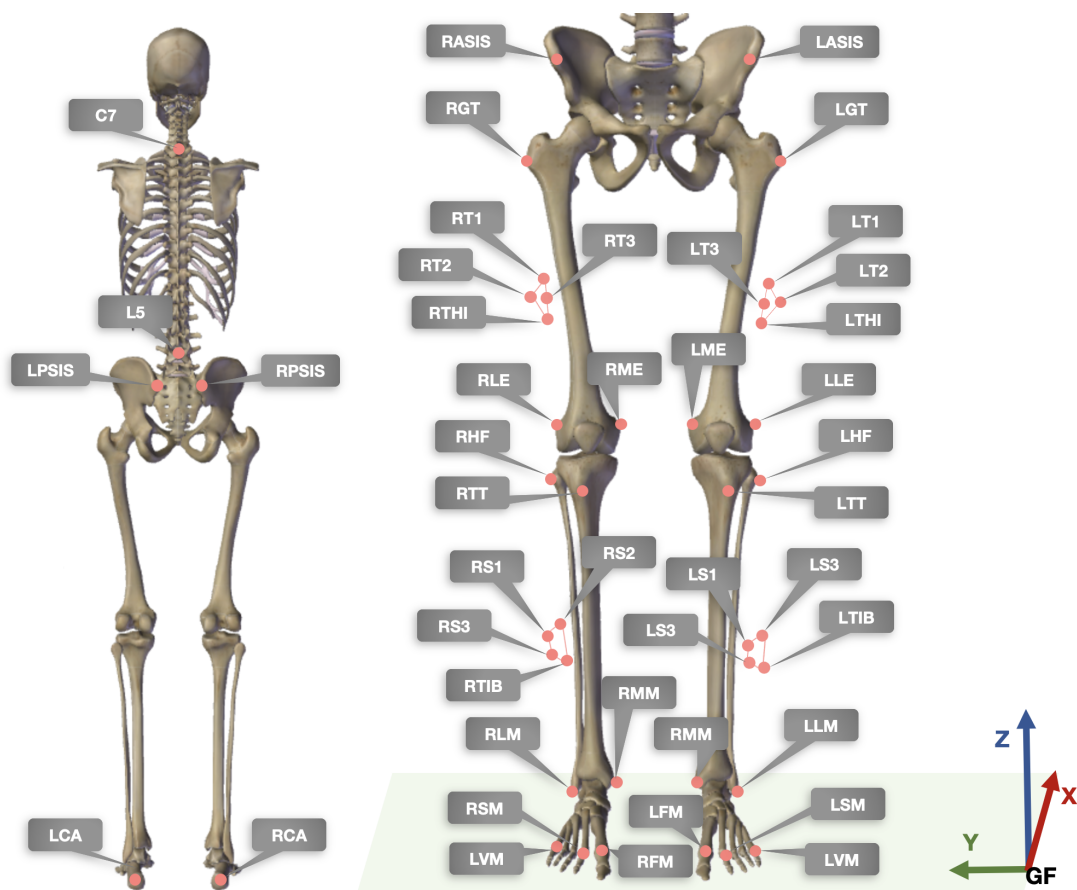 C7
L5
LPSIS
RPSIS
LCA
RCA
RASIS
LASIS
RGT
LGT
RT1
RT3
LT3
LT1
RT2
LT2
RTHI
LTHI
RLE
RME
LME
LLE
RHF
LHF
RTT
LTT
RS1
RS2
LS1
LS3
RS3
LS3
LTIB
RTIB
RMM
RMM
RLM
LLM
RSM
LFM
LSM
LVM
RFM
LVM
Z
X
Y
GF